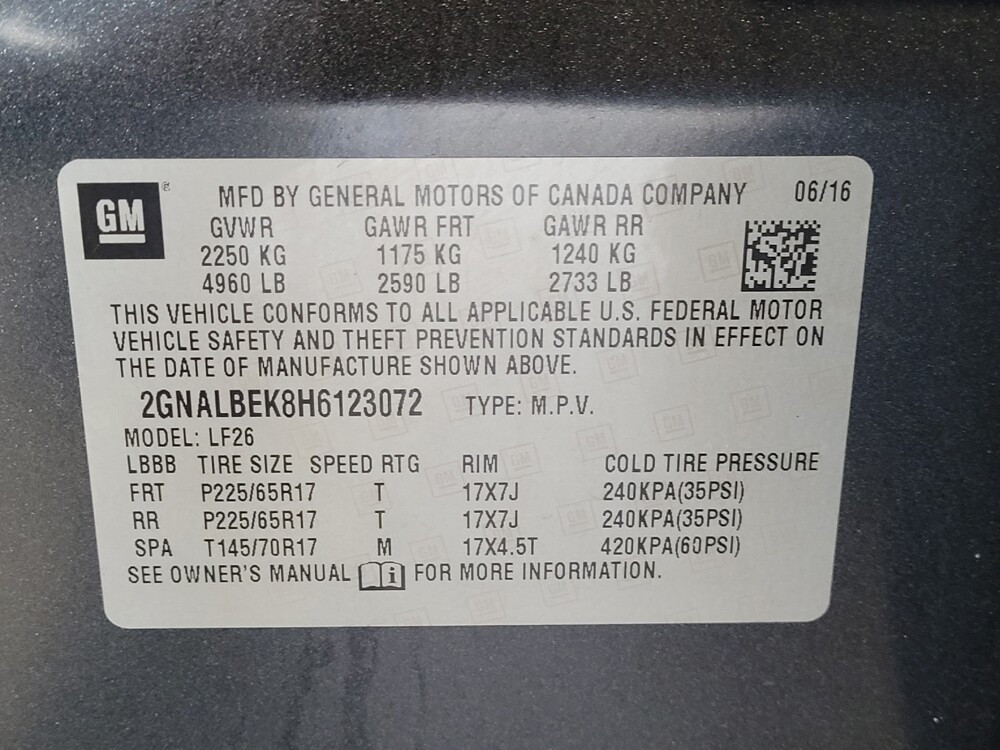 GM ® MFD BY GENERAL MOTORS OF CANADA COMPANY 06/16
GVWR GAWR FRT GAWR RR
2250 KG 1175 KG 1240 KG
4960 LB 2590 LB 2733 LB
THIS VEHICLE CONFORMS TO ALL APPLICABLE U.S. FEDERAL MOTOR
VEHICLE SAFETY AND THEFT PREVENTION STANDARDS IN EFFECT ON
THE DATE OF MANUFACTURE SHOWN ABOVE.
2GNALBEK8H6123072 TYPE: M.P.V.
MODEL: LF26
LBBB TIRE SIZE SPEED RTG RIM COLD TIRE PRESSURE
FRT P225/65R17 T 17X7J 240KPA(35PSI)
RR P225/65R17 T 17X7J 240KPA(35PSI)
SPA T145/70R17 M 17X4.5T 420KPA(60PSI)
SEE OWNER'S MANUAL i FOR MORE INFORMATION.